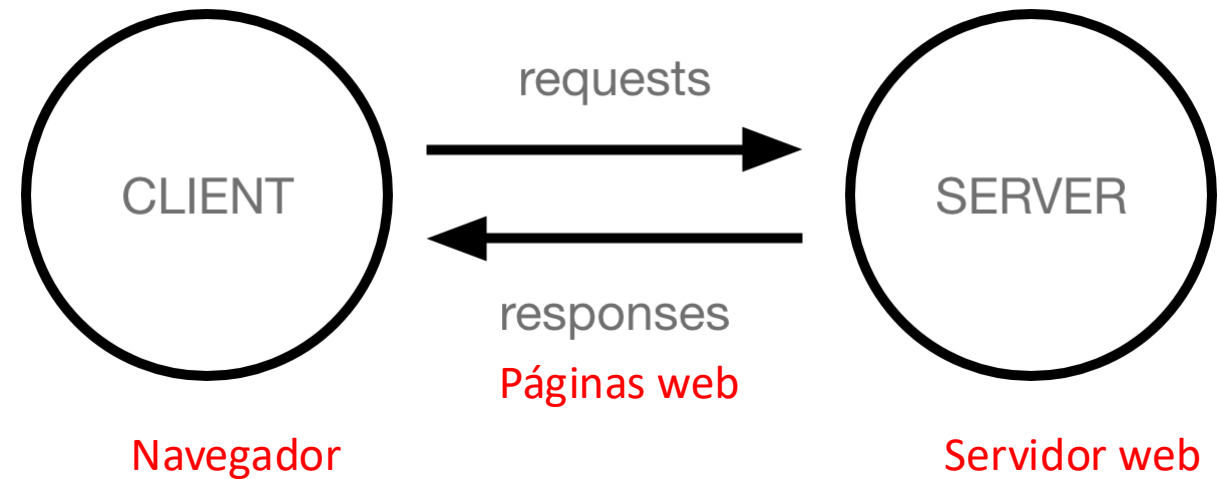 requests
CLIENT
SERVER
responses
Páginas web
Navegador
Servidor web